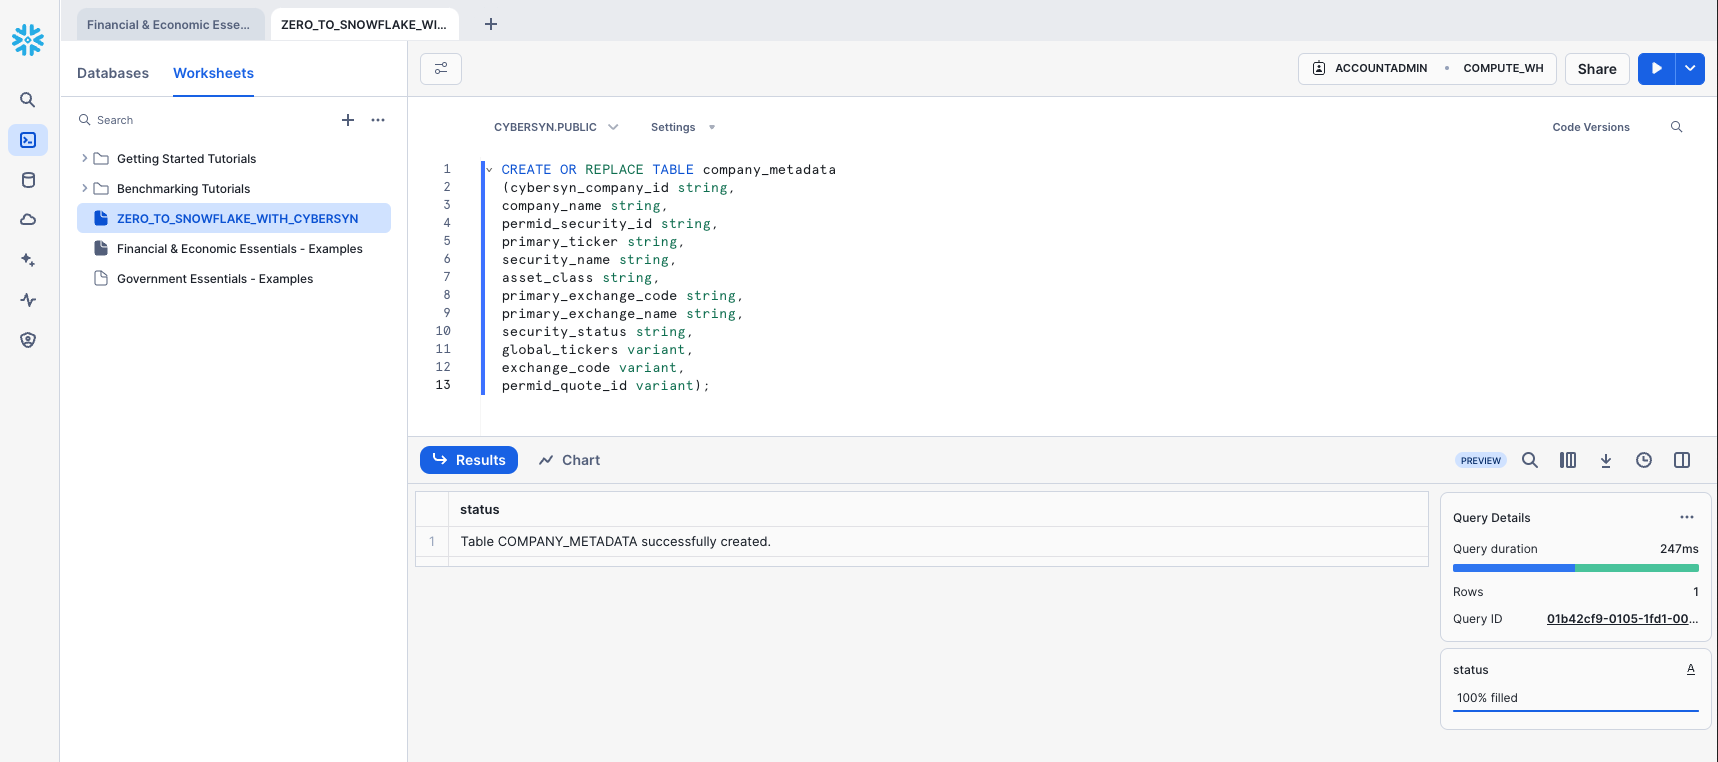 Financial & Economic Esse...
ZERO_TO_SNOWFLAKE_WI...
Databases
Worksheets
ACCOUNTADMIN
COMPUTE_WH
Share
Search
Getting Started Tutorials
Benchmarking Tutorials
ZERO_TO_SNOWFLAKE_WITH_CYBERSYN
Financial & Economic Essentials - Examples
Government Essentials - Examples
CYBERSYN.PUBLIC
Settings
Code Versions
1 CREATE OR REPLACE TABLE company_metadata
2 (cybersyn_company_id string,
3 company_name string,
4 permid_security_id string,
5 primary_ticker string,
6 security_name string,
7 asset_class string,
8 primary_exchange_code string,
9 primary_exchange_name string,
10 security_status string,
11 global_tickers variant,
12 exchange_code variant,
13 permid_quote_id variant);
Results
Chart
PREVIEW
status
1 Table COMPANY_METADATA successfully created.
Query Details
Query duration 247ms
Rows 1
Query ID 01b42cf9-0105-1fd1-00...
status A
100% filled